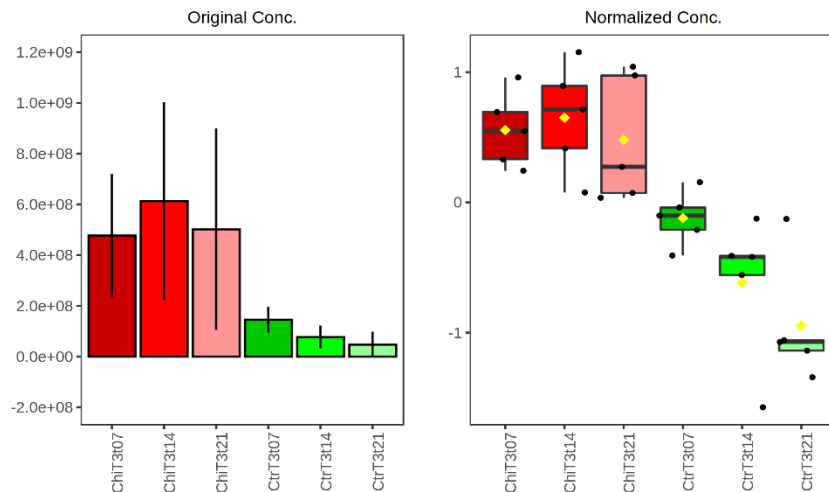 Original Conc.
1.2e+09
1.0e+09
8.0e+08
6.0e+08
4.0e+08
2.0e+08
0.0e+00
-2.0e+08
ChiT3t07
ChiT3t14
ChiT3t21
CtrT3t07
CtrT3t14
CtrT3t21
Normalized Conc.
1
0
-1
ChiT3t07
ChiT3t14
ChiT3t21
CtrT3t07
CtrT3t14
CtrT3t21